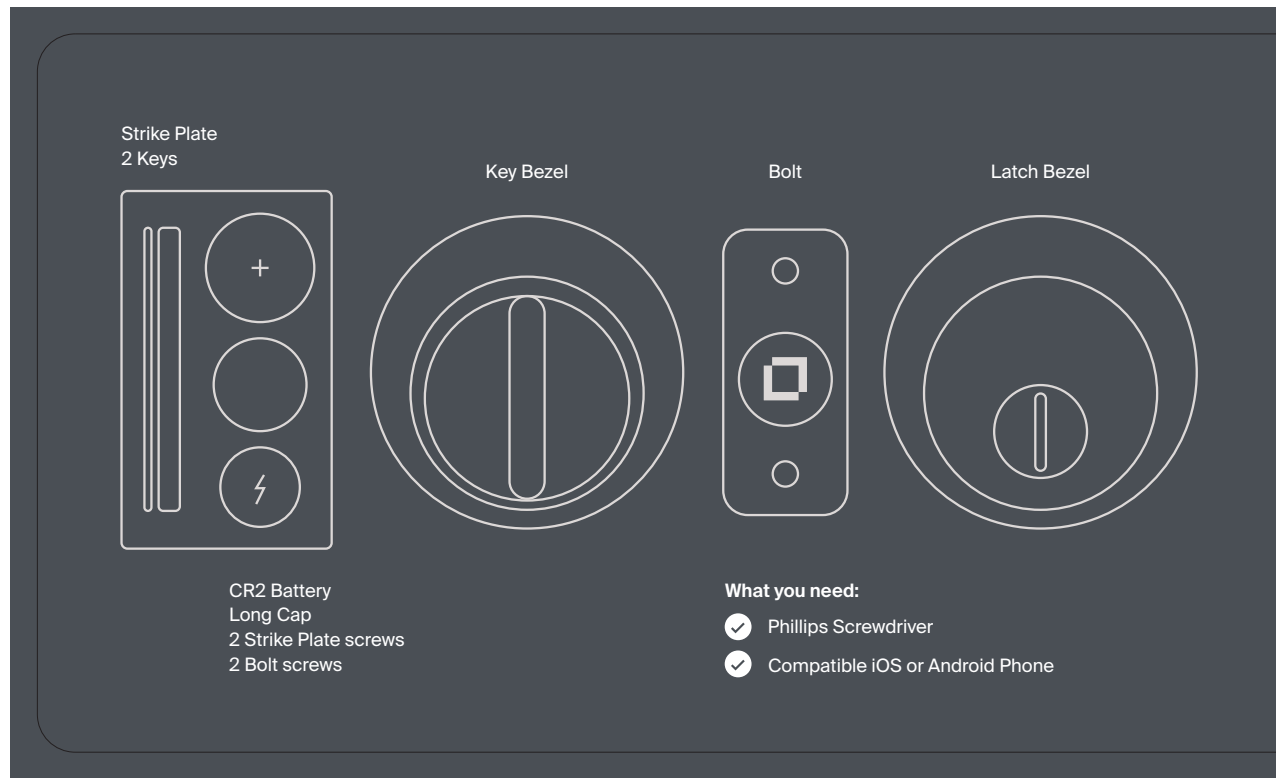 Strike Plate
2 Keys
Key Bezel
Bolt
Latch Bezel
CR2 Battery
Long Cap
2 Strike Plate screws
2 Bolt screws
What you need:
Phillips Screwdriver
Compatible iOS or Android Phone